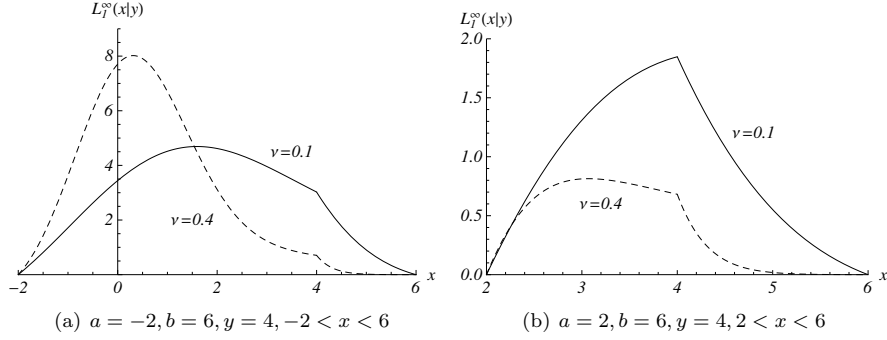 L_I^∞(x|y)
8
6
4
2
ν=0.1
ν=0.4
−2 0 2 4 6 x
(a) a = −2, b = 6, y = 4, −2 < x < 6
L_I^∞(x|y)
2.0
1.5
1.0
0.5
0.0
ν=0.1
ν=0.4
2 3 4 5 6 x
(b) a = 2, b = 6, y = 4, 2 < x < 6